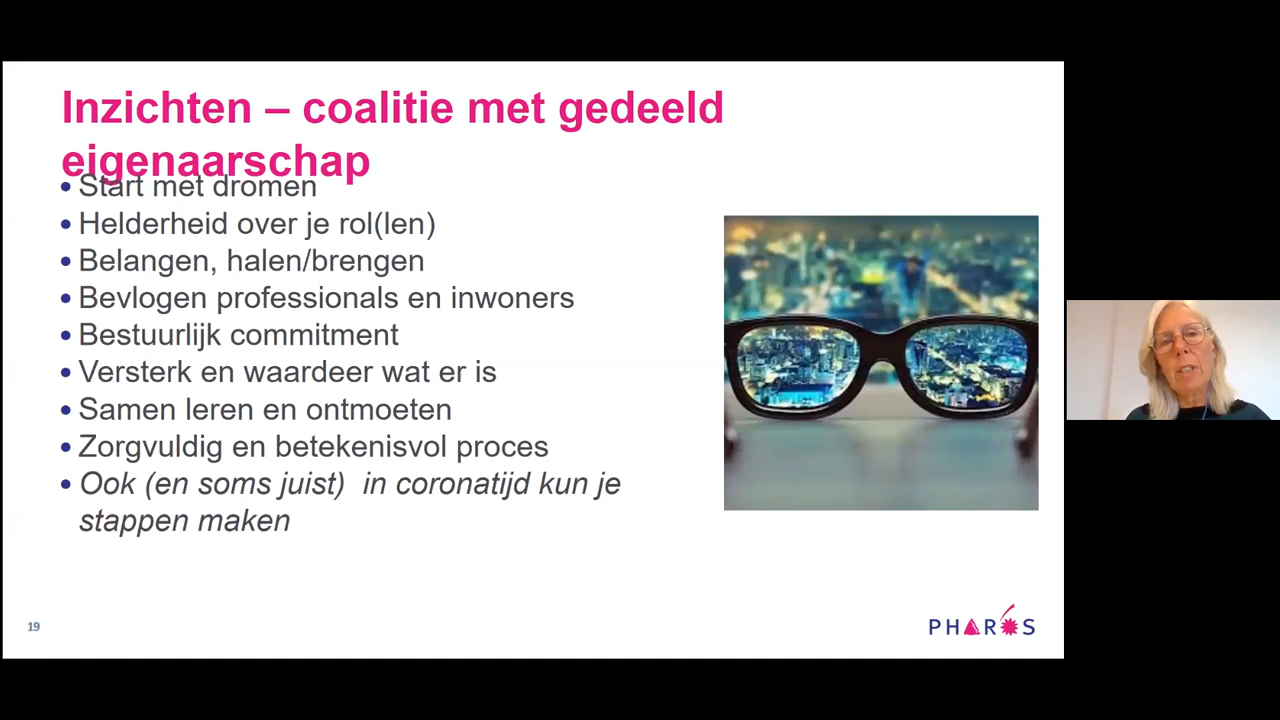 Inzichten – coalitie met gedeeld
eigenaarschap
• Start met dromen
• Helderheid over je rol(len)
• Belangen, halen/brengen
• Bevlogen professionals en inwoners
• Bestuurlijk commitment
• Versterk en waardeer wat er is
• Samen leren en ontmoeten
• Zorgvuldig en betekenisvol proces
• Ook (en soms juist)  in coronatijd kun je
stappen maken
19
PHAROS